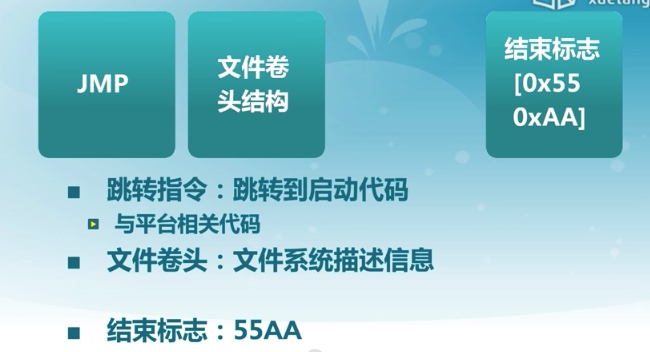 JMP
文件卷
头结构
结束标志
[0x55
0xAA]
跳转指令：跳转到启动代码
与平台相关代码
文件卷头：文件系统描述信息
结束标志：55AA